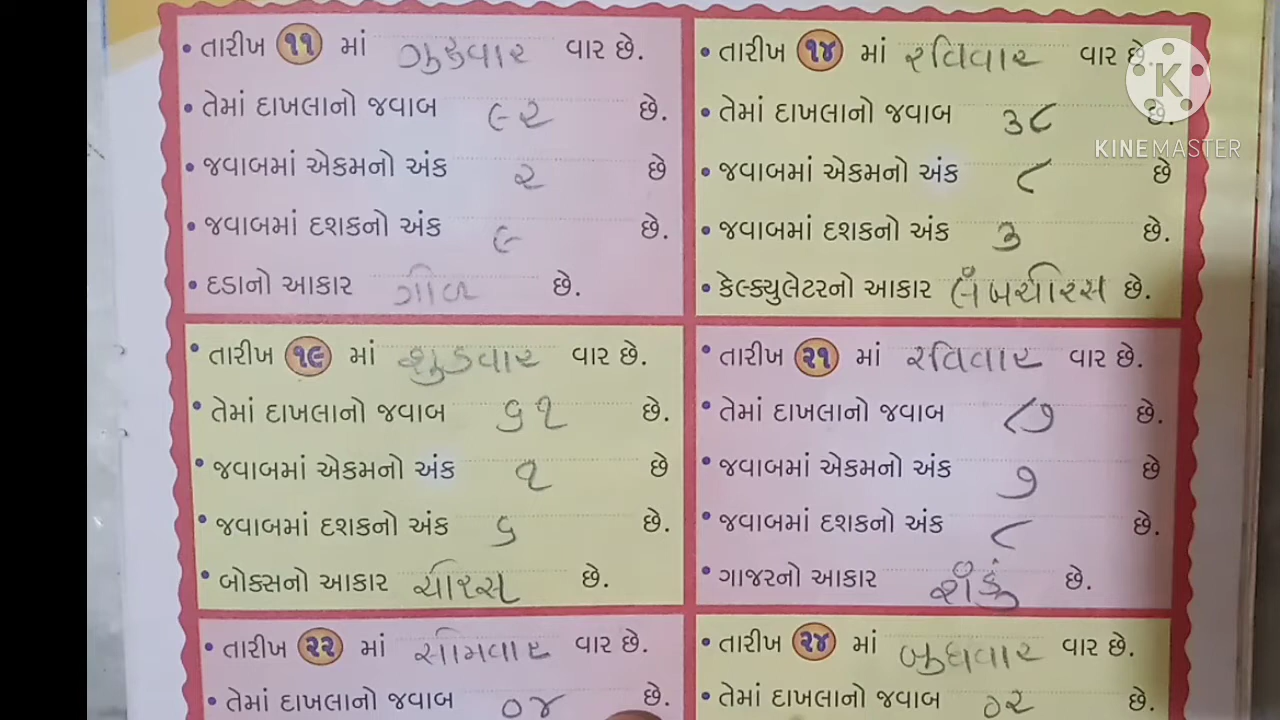 • તારીખ ૧૧ માં ગુરુવાર વાર છે.
• તેમાં દાખલાનો જવાબ ૯૨ છે.
• જવાબમાં એકમનો અંક ૨ છે
• જવાબમાં દશકનો અંક ૯ છે.
• દડાનો આકાર ગોળ છે.
• તારીખ ૧૪ માં રવિવાર વાર છે.
• તેમાં દાખલાનો જવાબ ૩૮ છે.
• જવાબમાં એકમનો અંક ૮ છે
• જવાબમાં દશકનો અંક ૩ છે.
• કેલ્ક્યુલેટરનો આકાર લંબચોરસ છે.
KINEMASTER
• તારીખ ૧૯ માં શુક્રવાર વાર છે.
• તેમાં દાખલાનો જવાબ ૬૧ છે.
• જવાબમાં એકમનો અંક ૧ છે
• જવાબમાં દશકનો અંક ૬ છે.
• બોક્સનો આકાર ચોરસ છે.
• તારીખ ૨૧ માં રવિવાર વાર છે.
• તેમાં દાખલાનો જવાબ ૮૭ છે.
• જવાબમાં એકમનો અંક ૭ છે
• જવાબમાં દશકનો અંક ૮ છે.
• ગાજરનો આકાર શંકુ છે.
• તારીખ ૨૨ માં સોમવાર વાર છે.
• તેમાં દાખલાનો જવાબ ૦૪ છે.
• તારીખ ૨૪ માં બુધવાર વાર છે.
• તેમાં દાખલાનો જવાબ ૦૨ છે.